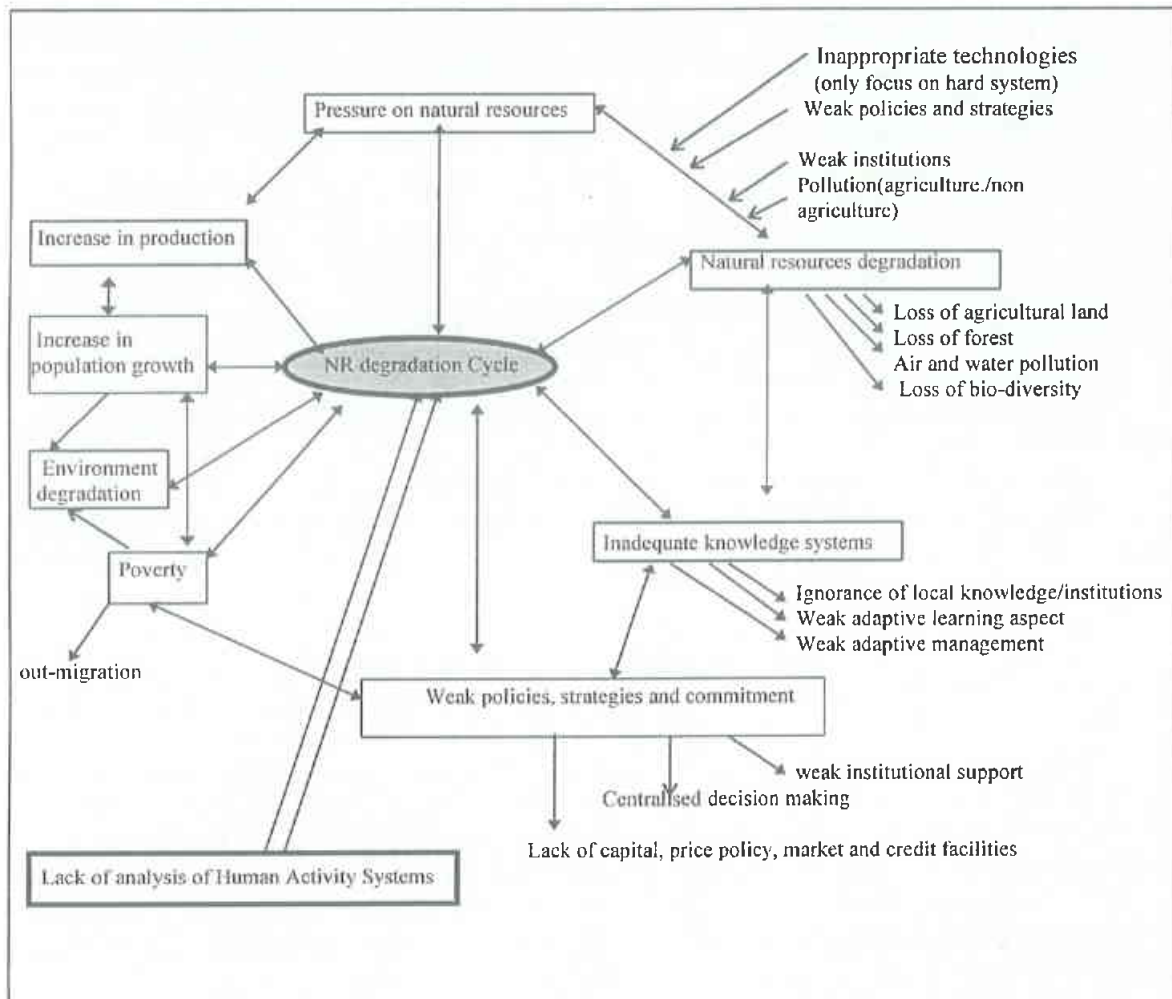 Inappropriate technologies
(only focus on hard system)
Pressure on natural resources
Weak policies and strategies
Weak institutions
Pollution(agriculture./non
agriculture)
Increase in production
Natural resources degradation
Loss of agricultural land
Loss of forest
Air and water pollution
Loss of bio-diversity
Increase in
population growth
NR degradation Cycle
Environment
degradation
Inadequate knowledge systems
Poverty
Ignorance of local knowledge/institutions
Weak adaptive learning aspect
Weak adaptive management
out-migration
Weak policies, strategies and commitment
weak institutional support
Centralised decision making
Lack of capital, price policy, market and credit facilities
Lack of analysis of Human Activity Systems